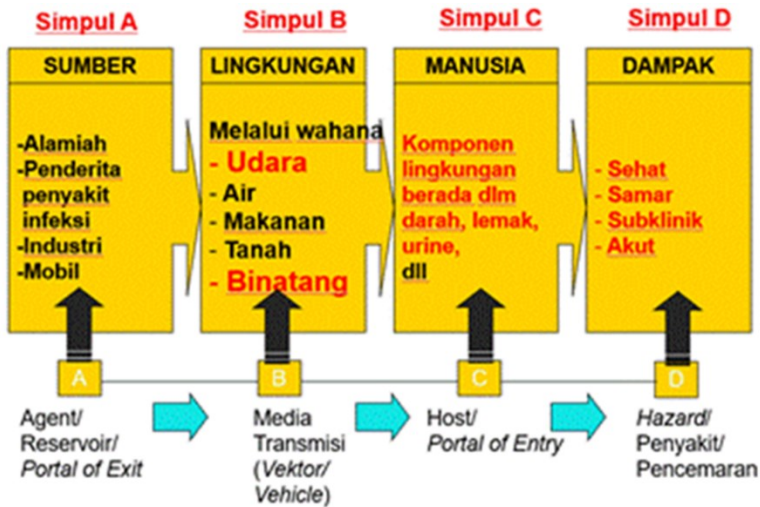 Simpul A
Simpul B
Simpul C
Simpul D
SUMBER
LINGKUNGAN
MANUSIA
DAMPAK
-Alamiah
-Penderita
penyakit
infeksi
-Industri
-Mobil
Melalui wahana
- Udara
- Air
- Makanan
- Tanah
- Binatang
Komponen
lingkungan
berada dlm
darah, lemak,
urine,
dll
- Sehat
- Samar
- Subklinik
- Akut
A
B
C
D
Agent/
Reservoir/
Portal of Exit
Media
Transmisi
(Vektor/
Vehicle)
Host/
Portal of Entry
Hazard/
Penyakit/
Pencemaran